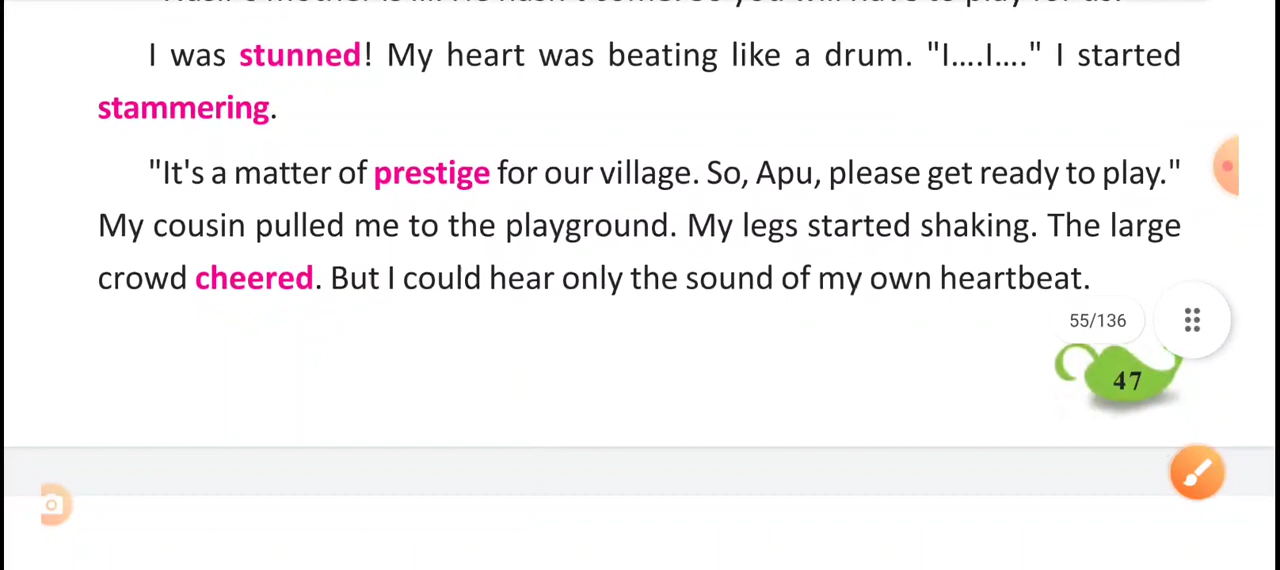 I was stunned! My heart was beating like a drum. "I....I...." I started
stammering.
"It's a matter of prestige for our village. So, Apu, please get ready to play."
My cousin pulled me to the playground. My legs started shaking. The large
crowd cheered. But I could hear only the sound of my own heartbeat.
55/136
47